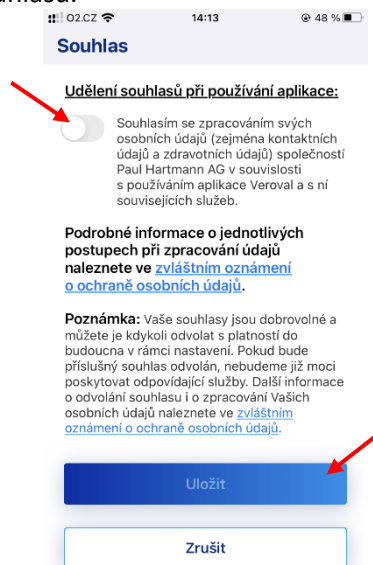 O2.CZ 14:13 48 %
Souhlas
Udělení souhlasů při používání aplikace:
Souhlasím se zpracováním svých
osobních údajů (zejména kontaktních
údajů a zdravotních údajů) společností
Paul Hartmann AG v souvislosti
s používáním aplikace Veroval a s ní
souvisejících služeb.
Podrobné informace o jednotlivých
postupech při zpracování údajů
naleznete ve zvláštním oznámení
o ochraně osobních údajů.
Poznámka: Vaše souhlasy jsou dobrovolné a
můžete je kdykoli odvolat s platností do
budoucna v rámci nastavení. Pokud bude
příslušný souhlas odvolán, nebudeme již moci
poskytovat odpovídající služby. Další informace
o odvolání souhlasu i o zpracování Vašich
osobních údajů naleznete ve zvláštním
oznámení o ochraně osobních údajů.
Uložit
Zrušit